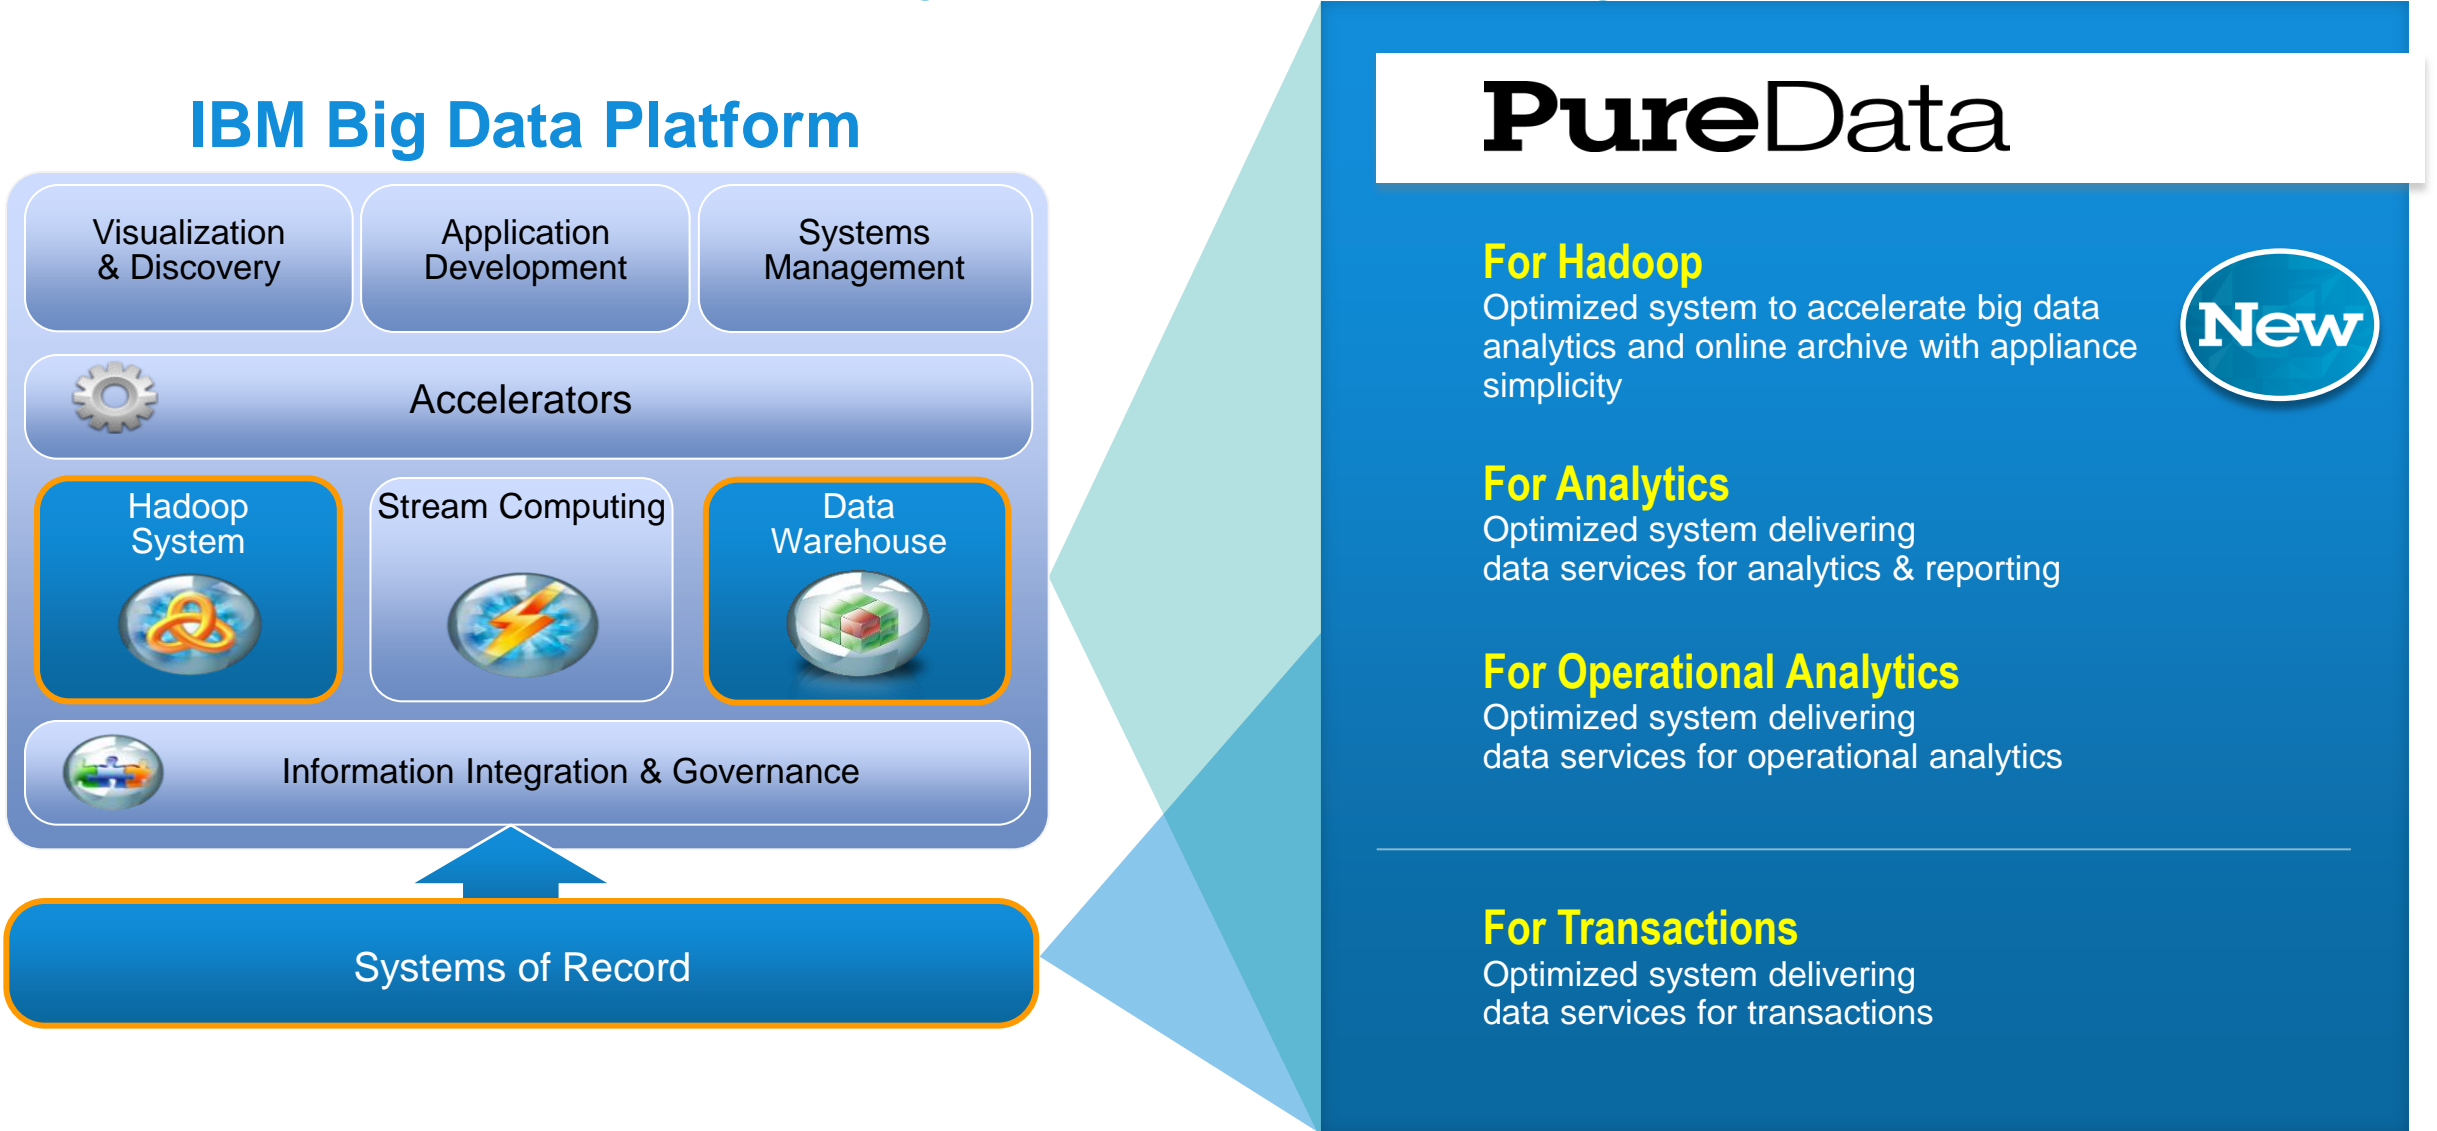 IBM Big Data Platform
Visualization
& Discovery
Application
Development
Systems
Management
Accelerators
Hadoop
System
Stream Computing
Data
Warehouse
Information Integration & Governance
Systems of Record
PureData
For Hadoop
Optimized system to accelerate big data
analytics and online archive with appliance
simplicity
New
For Analytics
Optimized system delivering
data services for analytics & reporting
For Operational Analytics
Optimized system delivering
data services for operational analytics
For Transactions
Optimized system delivering
data services for transactions